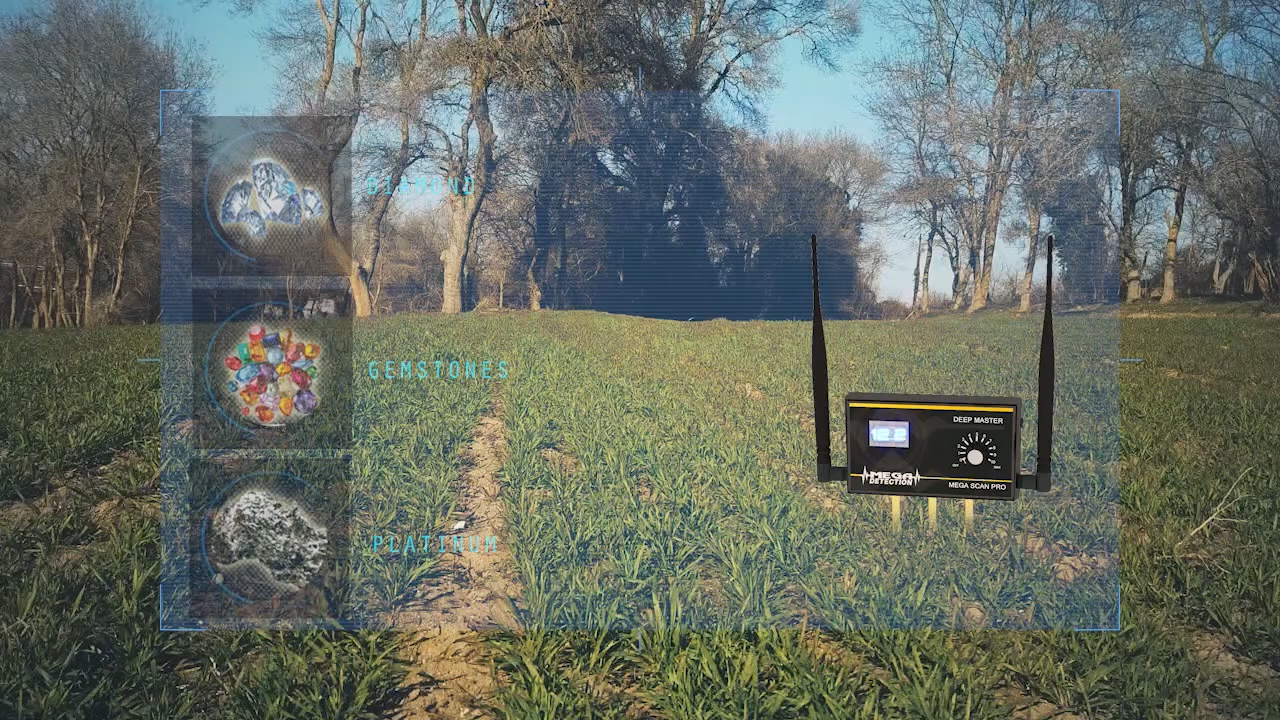 DIAMOND
GEMSTONES
PLATINUM
DEEP MASTER
MEGA
DETECTION
MEGA SCAN PRO